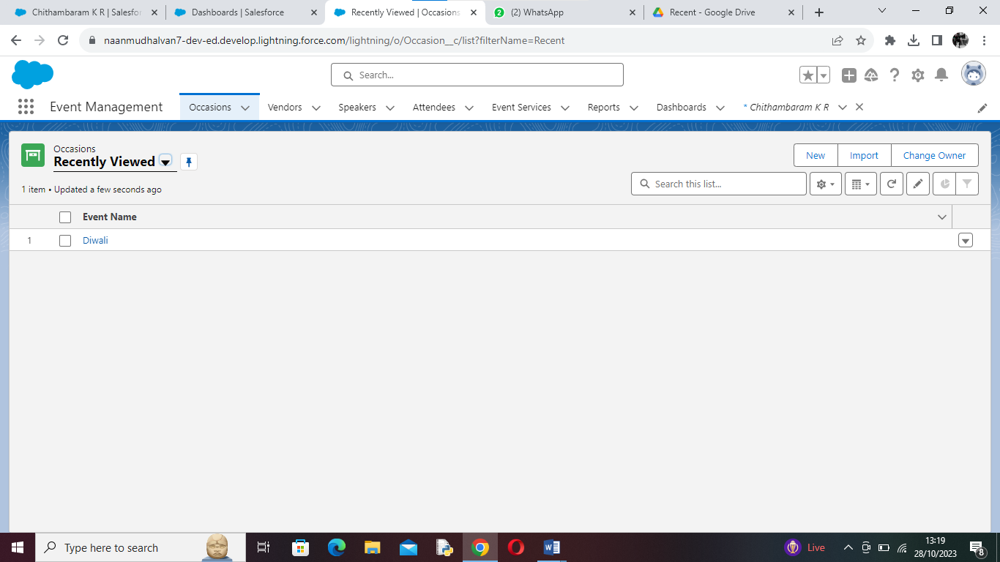 Chithambaram K R | Salesfor
Dashboards | Salesforce
Recently Viewed | Occasions
2 (2) WhatsApp
Recent - Google Drive
naanmudhalvan7-dev-ed.develop.lightning.force.com/lightning/o/Occasion__c/list?filterName=Recent
Search...
Event Management
Occasions
Vendors
Speakers
Attendees
Event Services
Reports
Dashboards
* Chithambaram K R
Occasions
Recently Viewed
New
Import
Change Owner
1 item • Updated a few seconds ago
Search this list...
Event Name
1 Diwali
Type here to search
Live
13:19
28/10/2023
8